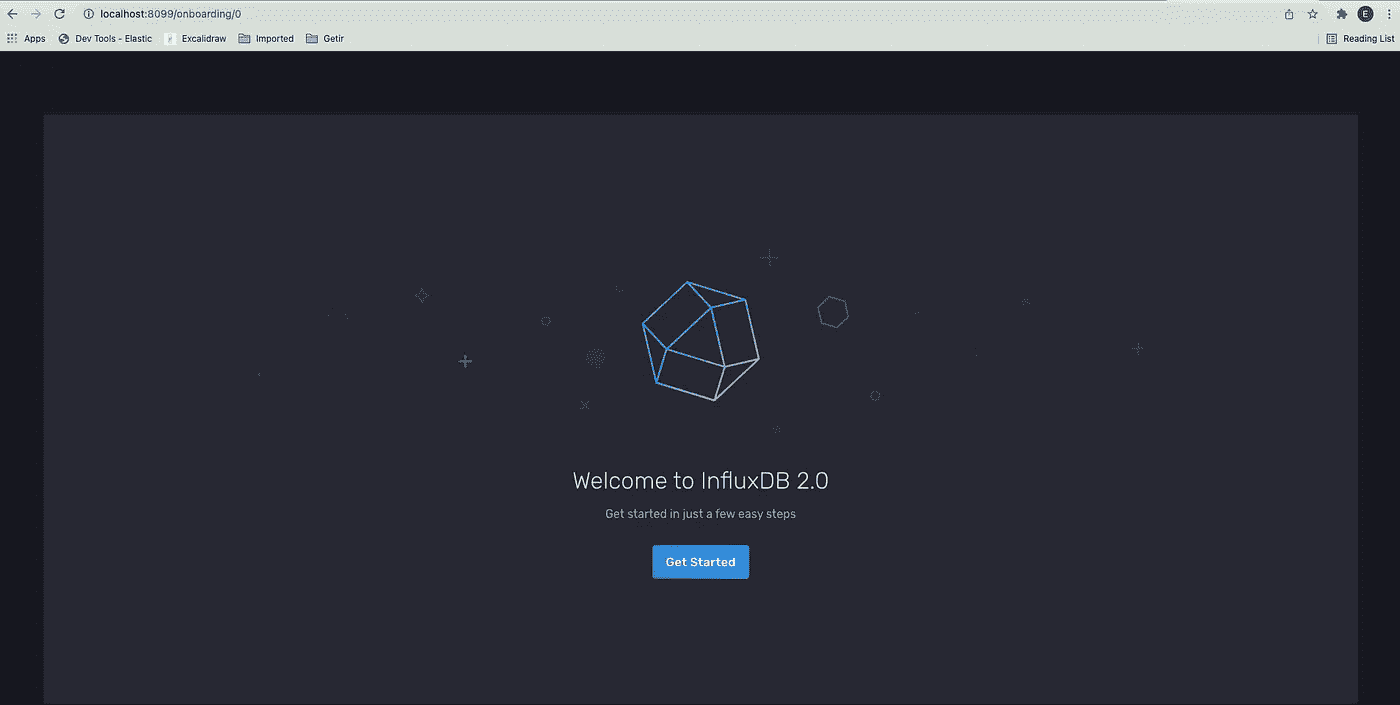 localhost:8099/onboarding/0
E
Apps Dev Tools - Elastic Excalidraw Imported Getir Reading List
Welcome to InfluxDB 2.0
Get started in just a few easy steps
Get Started